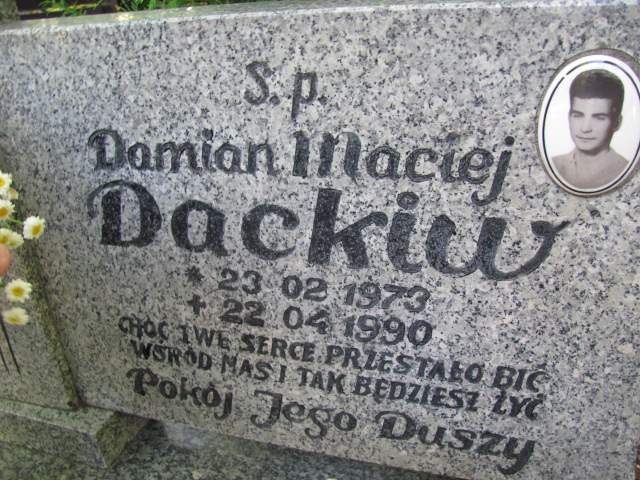 S. p.
Damian Maciej
Dackiw
* 23 02 1973
+ 22 04 1990
CHOĆ TWE SERCE PRZESTAŁO BIĆ
WŚRÓD NAS I TAK BĘDZIESZ ŻYĆ
Pokój Jego Duszy